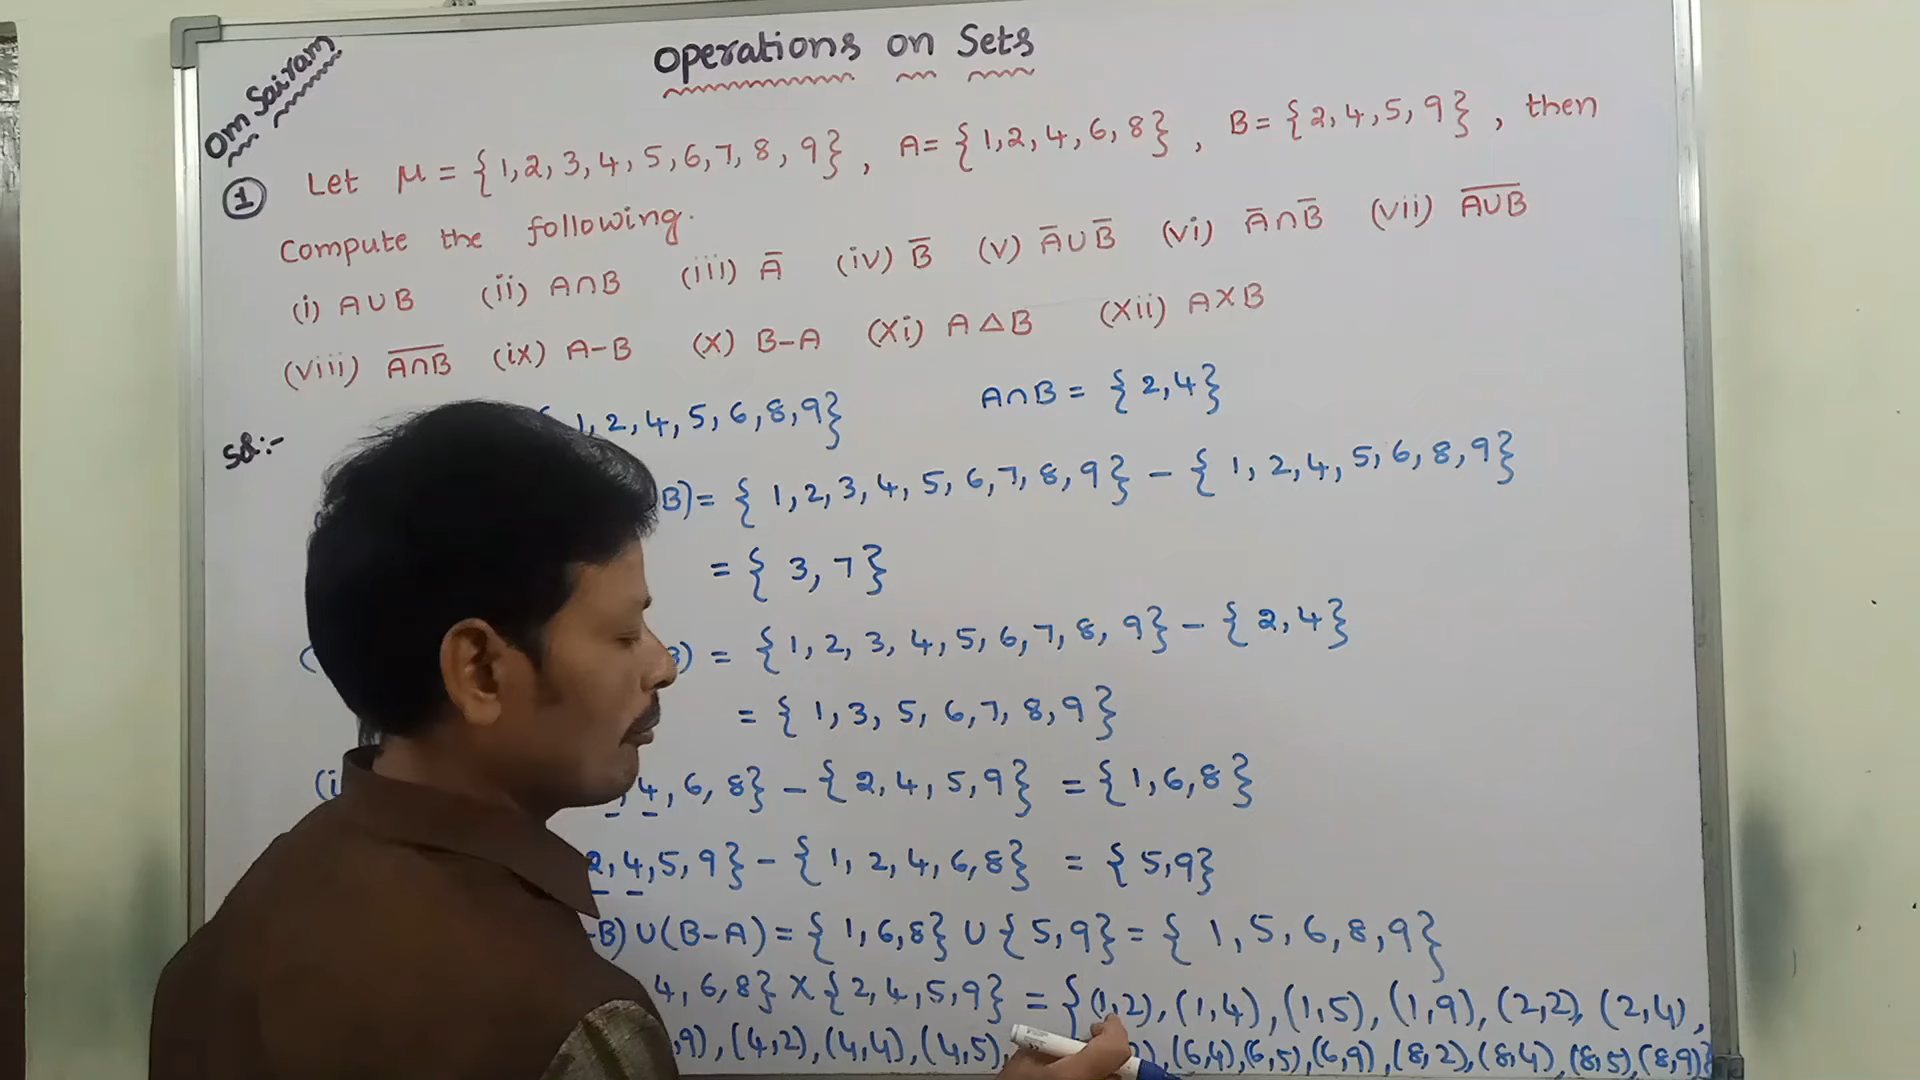 Om Sairam
Operations on Sets
① Let μ = {1,2,3,4,5,6,7,8,9}, A= {1,2,4,6,8}, B= {2,4,5,9}, then
Compute the following.
(i) A∪B (ii) A∩B (iii) A̅ (iv) B̅ (v) A̅∪B̅ (vi) A̅∩B̅ (vii) A̅∪̅B̅
(viii) A̅∩̅B̅ (ix) A-B (x) B-A (xi) A△B (xii) A×B
Sol:- 1,2,4,5,6,8,9} A∩B = {2,4}
B)= {1,2,3,4,5,6,7,8,9} - {1,2,4,5,6,8,9}
= {3,7}
) = {1,2,3,4,5,6,7,8,9} - {2,4}
= {1,3,5,6,7,8,9}
(i ,4,6,8} - {2,4,5,9} = {1,6,8}
2,4,5,9} - {1,2,4,6,8} = {5,9}
-B)∪(B-A) = {1,6,8} ∪ {5,9} = {1,5,6,8,9}
4,6,8} × {2,4,5,9} = {(1,2), (1,4), (1,5), (1,9), (2,2), (2,4),
,9), (4,2), (4,4), (4,5), ), (6,4), (6,5), (6,9), (8,2), (8,4), (8,5), (8,9)}